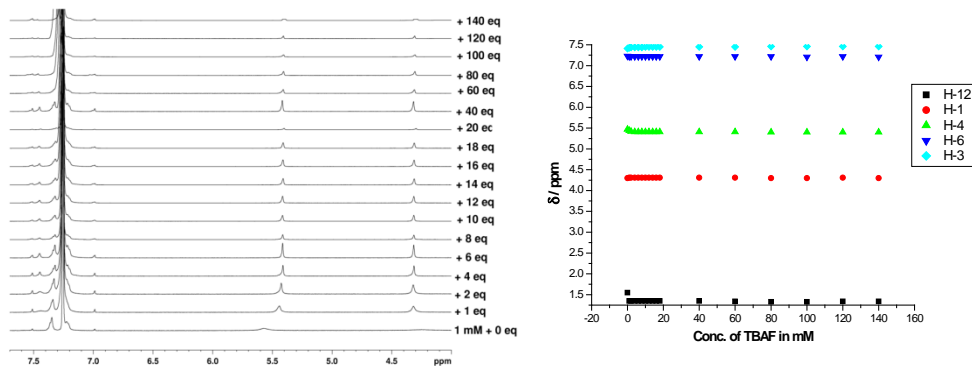 + 140 eq
+ 120 eq
+ 100 eq
+ 80 eq
+ 60 eq
+ 40 eq
+ 20 eq
+ 18 eq
+ 16 eq
+ 14 eq
+ 12 eq
+ 10 eq
+ 8 eq
+ 6 eq
+ 4 eq
+ 2 eq
+ 1 eq
1 mM + 0 eq
7.5 7.0 6.5 6.0 5.5 5.0 4.5 ppm
7.5
7.0
6.5
6.0
5.5
5.0
4.5
4.0
3.5
3.0
2.5
2.0
1.5
δ/ ppm
-20 0 20 40 60 80 100 120 140 160
Conc. of TBAF in mM
H-12
H-1
H-4
H-6
H-3